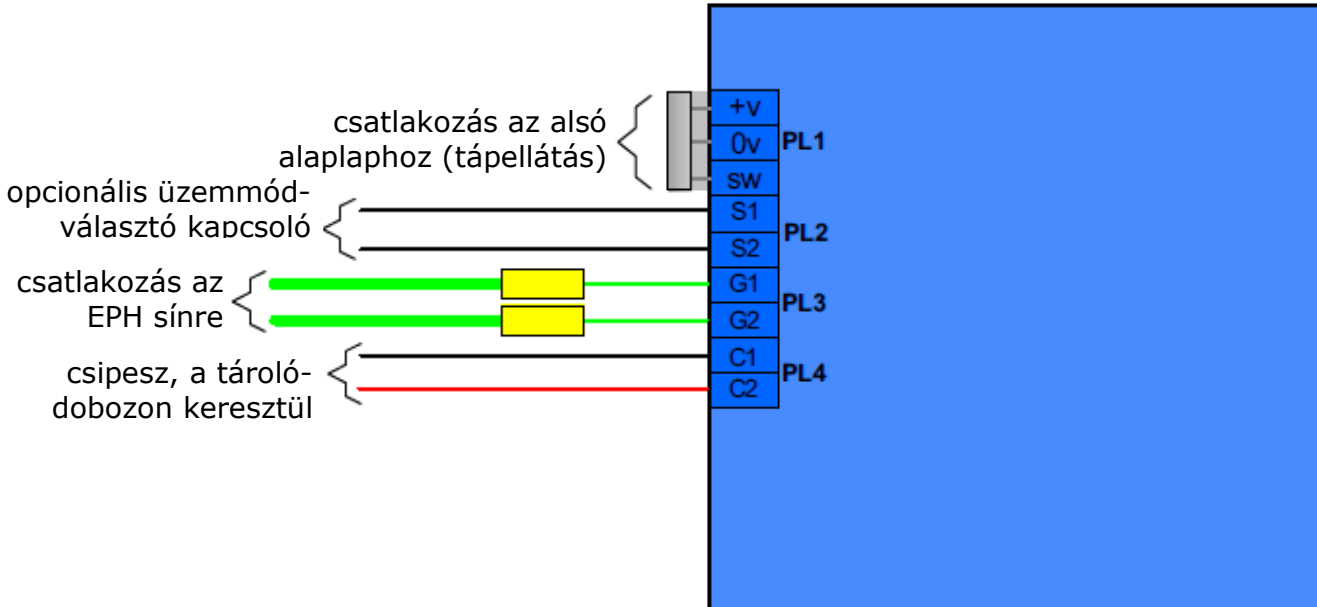 csatlakozás az alsó
alaplaphoz (tápellátás)
+v
0v
sw
PL1
opcionális üzemmód-
választó kapcsoló
S1
S2
PL2
csatlakozás az
EPH sínre
G1
G2
PL3
csipesz, a tároló-
dobozon keresztül
C1
C2
PL4